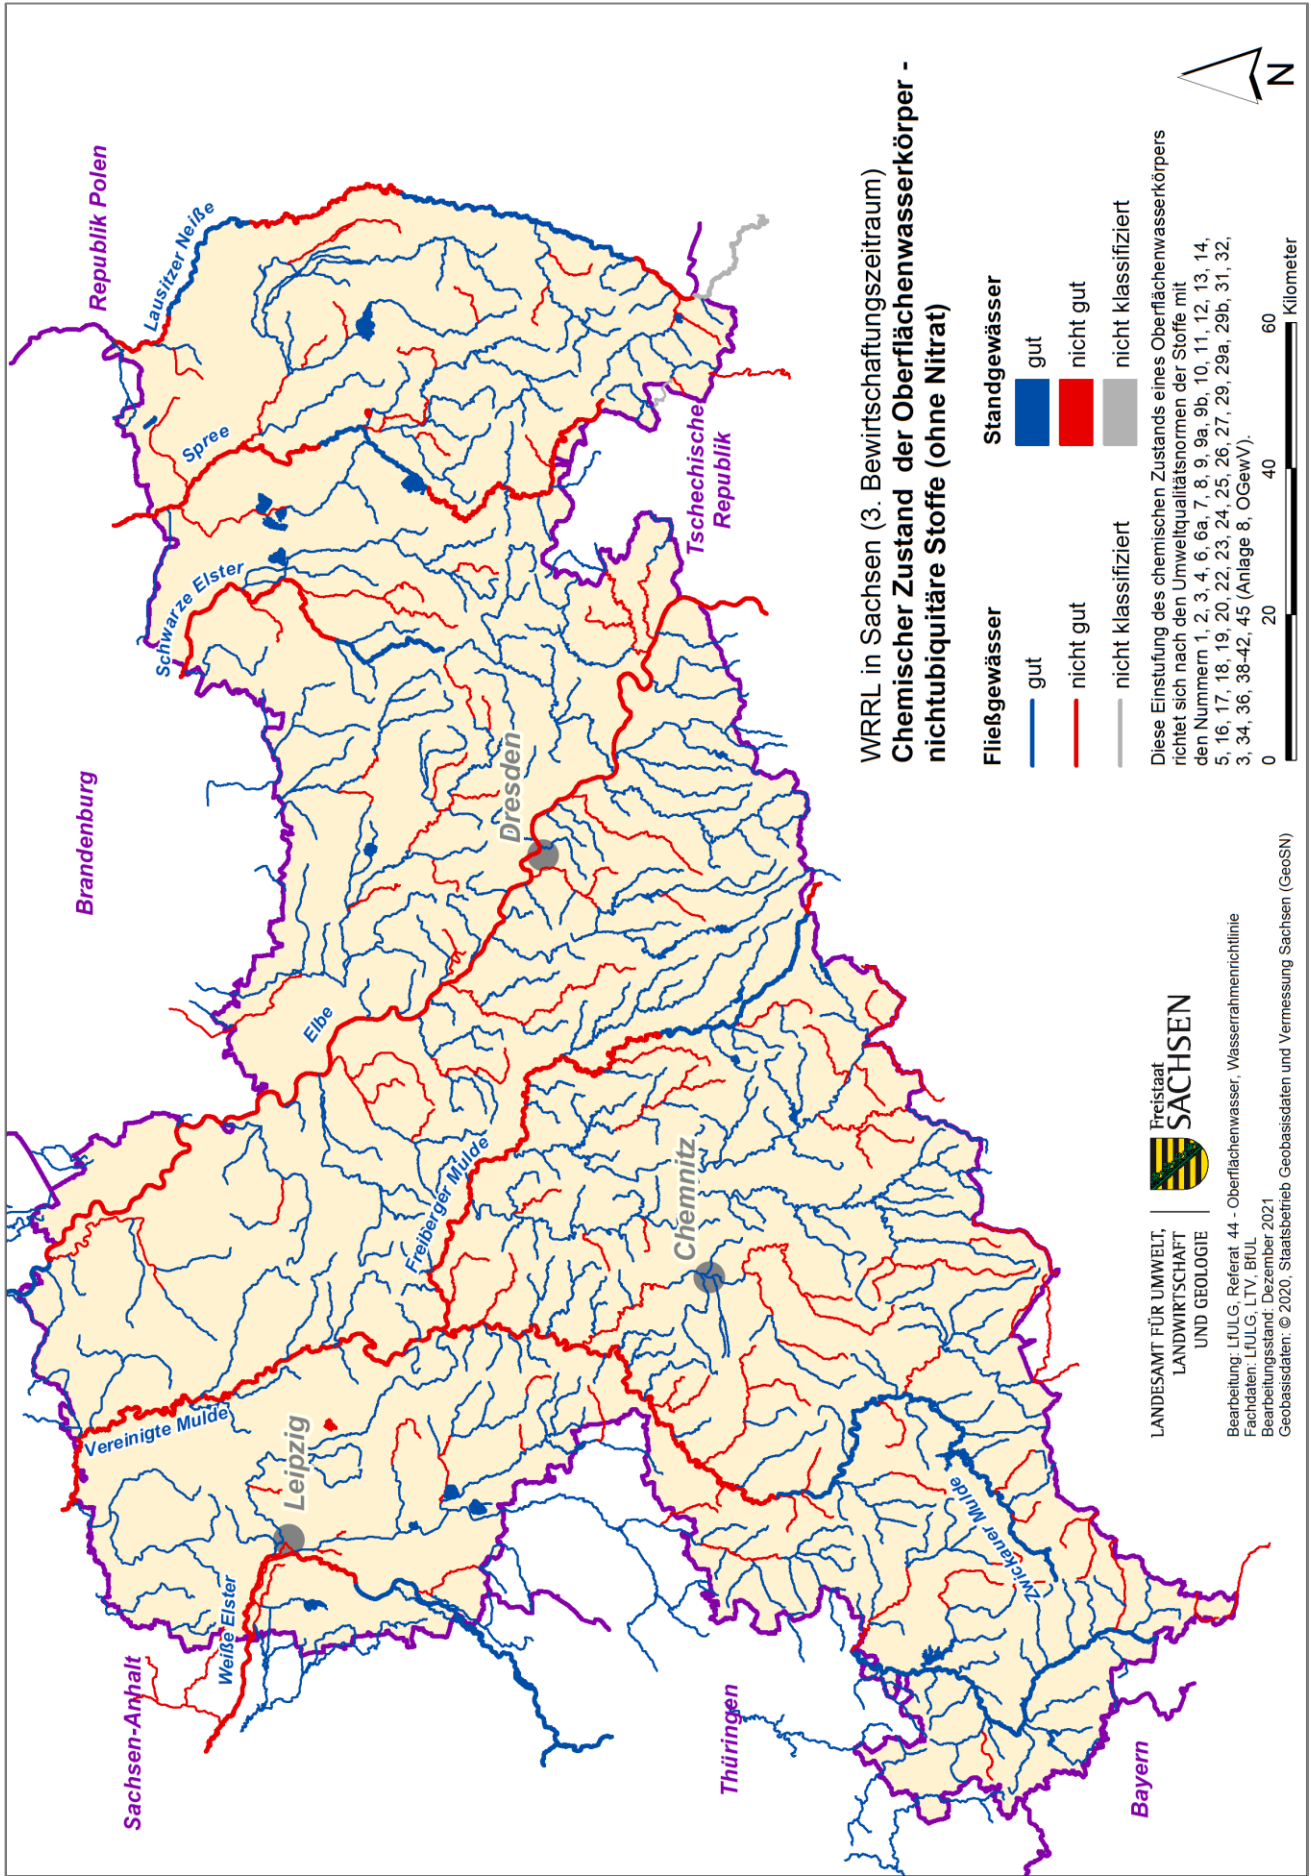 Republik Polen
Lausitzer Neiße
Spree
Schwarze Elster
Brandenburg
Tschechische
Republik
Dresden
Elbe
Freiberger Mulde
Chemnitz
Vereinigte Mulde
Leipzig
Weiße Elster
Sachsen-Anhalt
Zwickauer Mulde
Thüringen
Bayern
WRRL in Sachsen (3. Bewirtschaftungszeitraum)
Chemischer Zustand der Oberflächenwasserkörper -
nichtubiquitäre Stoffe (ohne Nitrat)
Fließgewässer
gut
nicht gut
nicht klassifiziert
Standgewässer
gut
nicht gut
nicht klassifiziert
Diese Einstufung des chemischen Zustands eines Oberflächenwasserkörpers
richtet sich nach den Umweltqualitätsnormen der Stoffe mit
den Nummern 1, 2, 3, 4, 6, 6a, 7, 8, 9, 9a, 9b, 10, 11, 12, 13, 14,
5, 16, 17, 18, 19, 20, 22, 23, 24, 25, 26, 27, 29, 29a, 29b, 31, 32,
3, 34, 36, 38-42, 45 (Anlage 8, OGewV).
0 20 40 60
Kilometer
N
LANDESAMT FÜR UMWELT,
LANDWIRTSCHAFT
UND GEOLOGIE
Freistaat
SACHSEN
Bearbeitung: LfULG, Referat 44 - Oberflächenwasser, Wasserrahmenrichtlinie
Fachdaten: LfULG, LTV, BfUL
Bearbeitungsstand: Dezember 2021
Geobasisdaten: © 2020, Staatsbetrieb Geobasisdaten und Vermessung Sachsen (GeoSN)